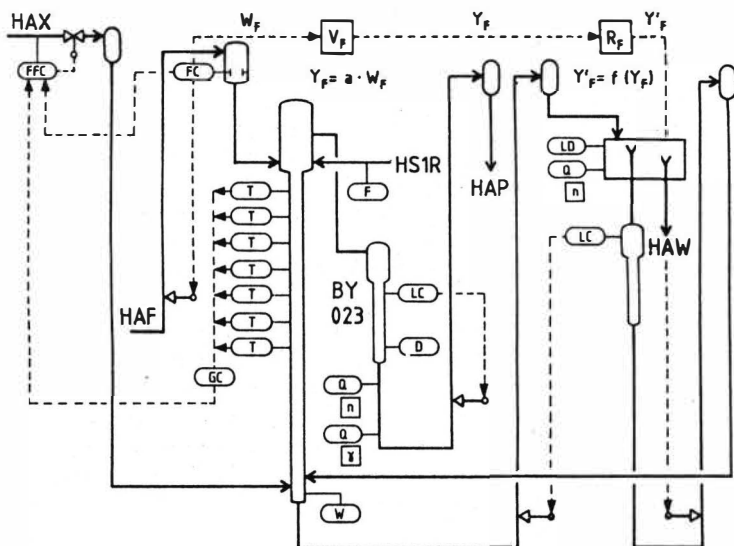 HAX
W_F
Y_F
Y'_F
V_F
R_F
FFC
FC
Y_F = a · W_F
Y'_F = f (Y_F)
HS1R
F
HAP
LD
Q
n
T
T
T
T
T
T
T
LC
HAW
BY
023
LC
HAF
D
GC
Q
n
Q
γ
W